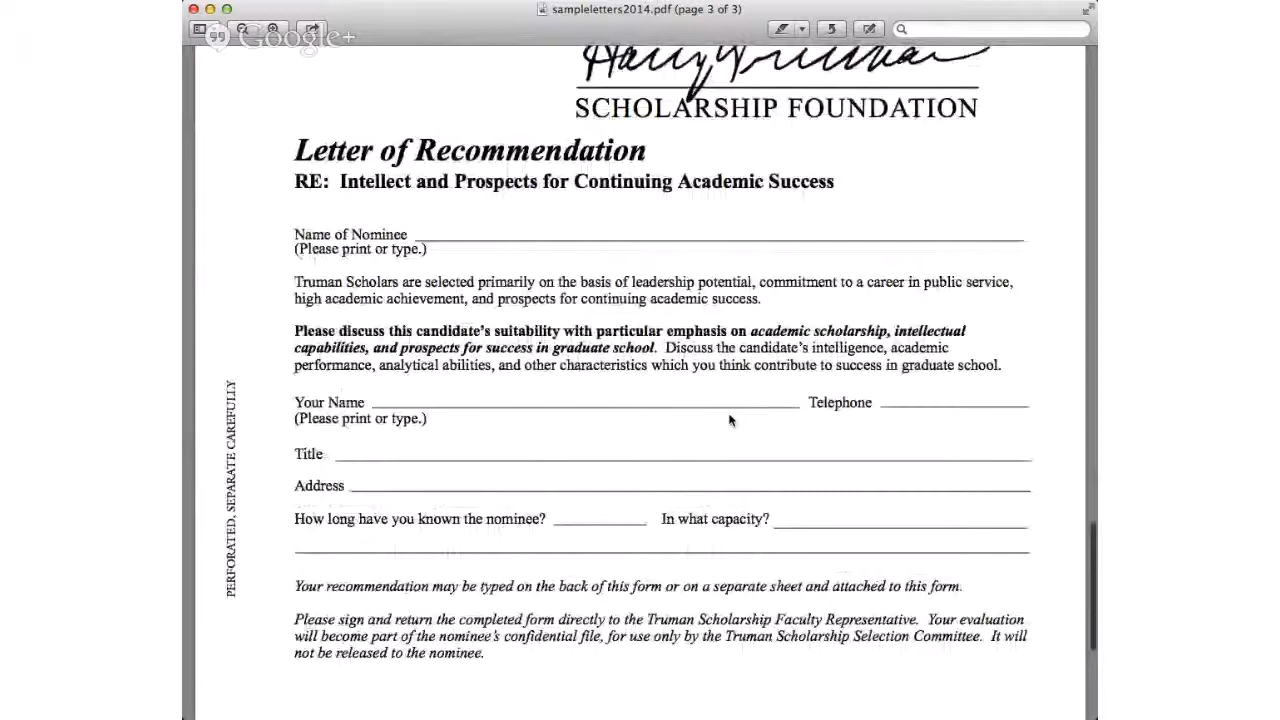 sampleletters2014.pdf (page 3 of 3)
Google+
Harry Truman
SCHOLARSHIP FOUNDATION
Letter of Recommendation
RE: Intellect and Prospects for Continuing Academic Success
Name of Nominee
(Please print or type.)
Truman Scholars are selected primarily on the basis of leadership potential, commitment to a career in public service,
high academic achievement, and prospects for continuing academic success.
Please discuss this candidate's suitability with particular emphasis on academic scholarship, intellectual
capabilities, and prospects for success in graduate school. Discuss the candidate's intelligence, academic
performance, analytical abilities, and other characteristics which you think contribute to success in graduate school.
Your Name Telephone
(Please print or type.)
Title
Address
How long have you known the nominee? In what capacity?
PERFORATED, SEPARATE CAREFULLY
Your recommendation may be typed on the back of this form or on a separate sheet and attached to this form.
Please sign and return the completed form directly to the Truman Scholarship Faculty Representative. Your evaluation
will become part of the nominee's confidential file, for use only by the Truman Scholarship Selection Committee. It will
not be released to the nominee.